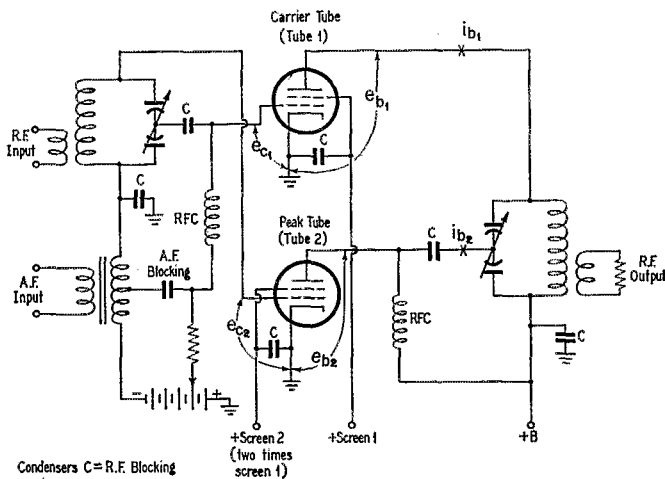 Carrier Tube
(Tube 1)
i_b1
e_b1
C
R.F.
Input
e_c1
C
C
RFC
Peak Tube
(Tube 2)
C
i_b2
A.F.
Blocking
A.F.
Input
R.F.
Output
RFC
e_c2
C
e_b2
C
- +
+Screen 2
(two times
screen 1)
+Screen 1
+B
Condensers C = R.F. Blocking